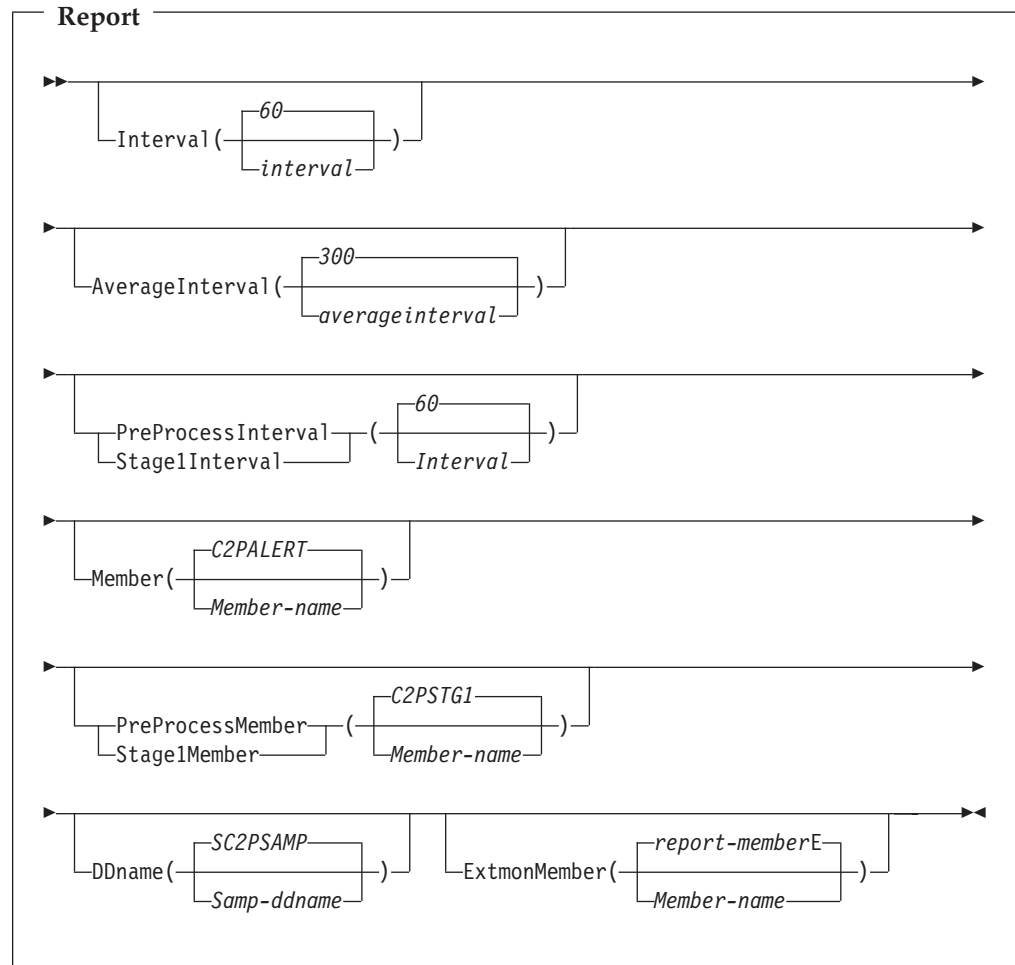 Report
60
Interval( )
interval
300
AverageInterval( )
averageinterval
60
PreProcessInterval ( )
Stage1Interval Interval
C2PALERT
Member( )
Member-name
C2PSTG1
PreProcessMember ( )
Stage1Member Member-name
SC2PSAMP report-memberE
DDname( ) ExtmonMember( )
Samp-ddname Member-name